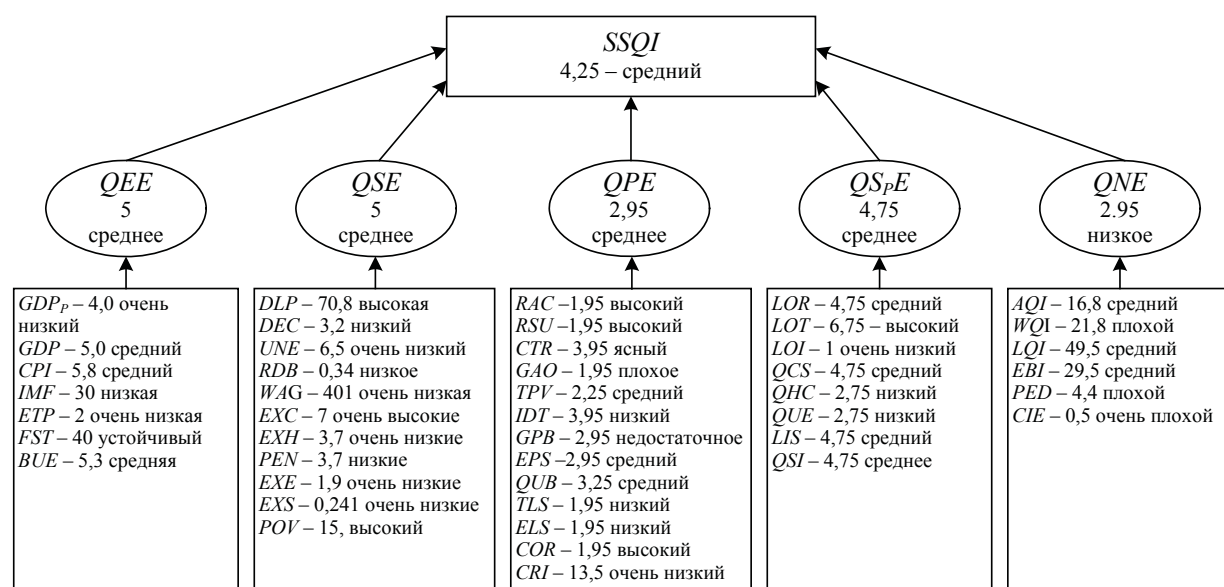 SSQI
4,25 – средний
QEE
5
среднее
QSE
5
среднее
QPE
2,95
среднее
QSPE
4,75
среднее
QNE
2.95
низкое
GDPP – 4,0 очень
низкий
GDP – 5,0 средний
CPI – 5,8 средний
IMF – 30 низкая
ETP – 2 очень низкая
FST – 40 устойчивый
BUE – 5,3 средняя
DLP – 70,8 высокая
DEC – 3,2 низкий
UNE – 6,5 очень низкий
RDB – 0,34 низкое
WAG – 401 очень низкая
EXC – 7 очень высокие
EXH – 3,7 очень низкие
PEN – 3,7 низкие
EXE – 1,9 очень низкие
EXS – 0,241 очень низкие
POV – 15, высокий
RAC –1,95 высокий
RSU –1,95 высокий
CTR – 3,95 ясный
GAO – 1,95 плохое
TPV – 2,25 средний
IDT – 3,95 низкий
GPB – 2,95 недостаточное
EPS –2,95 средний
QUB – 3,25 средний
TLS – 1,95 низкий
ELS – 1,95 низкий
COR – 1,95 высокий
CRI – 13,5 очень низкий
LOR – 4,75 средний
LOT – 6,75 – высокий
LOI – 1 очень низкий
QCS – 4,75 средний
QHC – 2,75 низкий
QUE – 2,75 низкий
LIS – 4,75 средний
QSI – 4,75 среднее
AQI – 16,8 средний
WQI – 21,8 плохой
LQI – 49,5 средний
EBI – 29,5 средний
PED – 4,4 плохой
CIE – 0,5 очень плохой